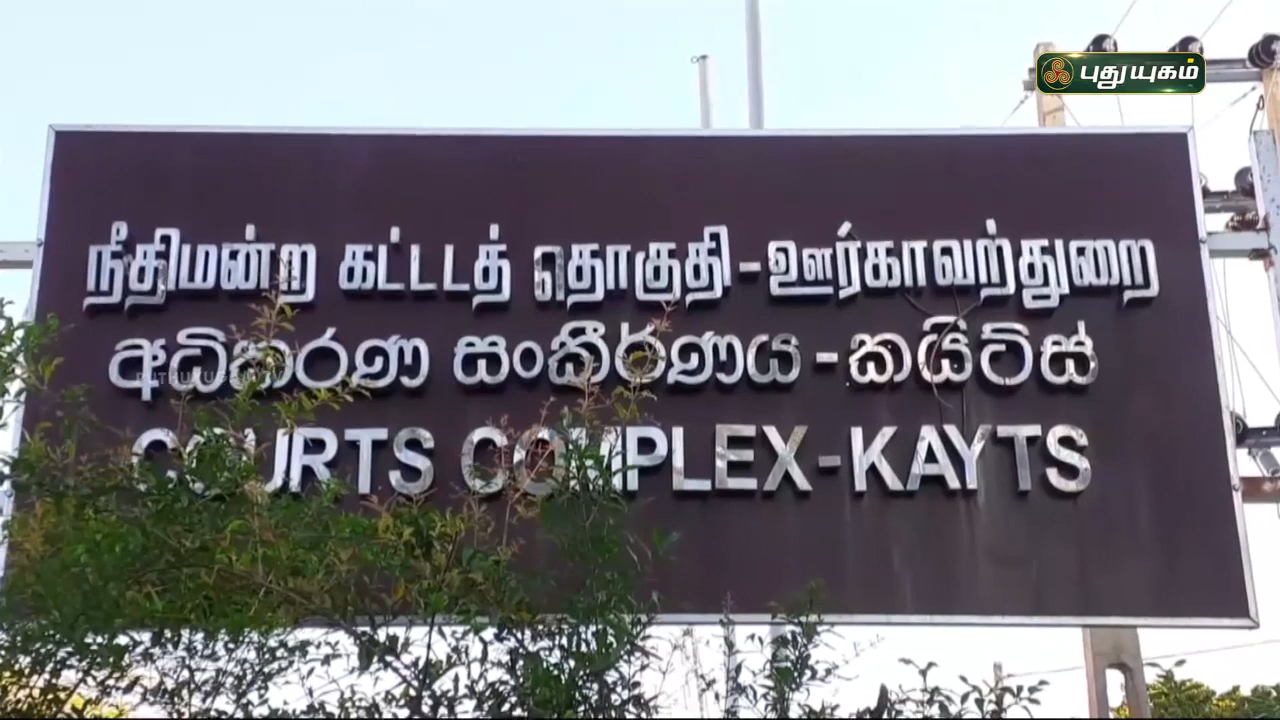 புதுயுகம்
நீதிமன்ற கட்டடத் தொகுதி - ஊர்காவற்துறை
අධිකරණ සංකීර්ණය - කයිට්ස්
COURTS COMPLEX - KAYTS